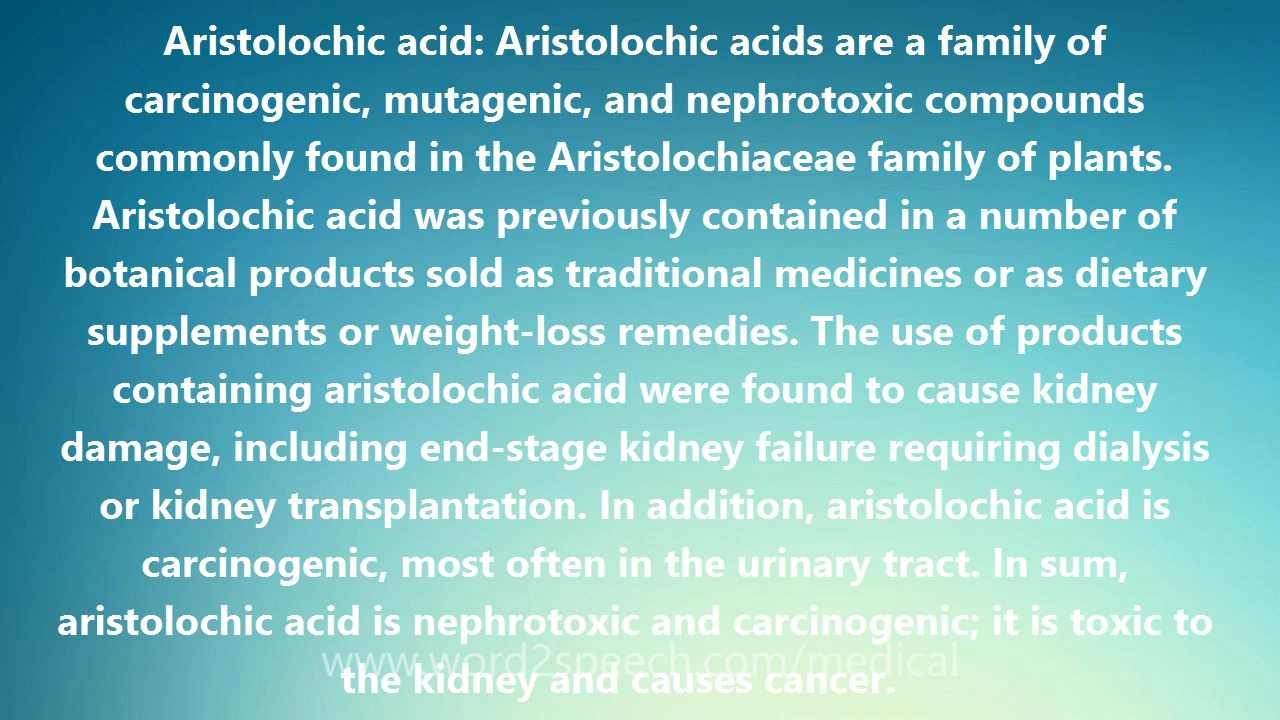 Aristolochic acid: Aristolochic acids are a family of
carcinogenic, mutagenic, and nephrotoxic compounds
commonly found in the Aristolochiaceae family of plants.
Aristolochic acid was previously contained in a number of
botanical products sold as traditional medicines or as dietary
supplements or weight-loss remedies. The use of products
containing aristolochic acid were found to cause kidney
damage, including end-stage kidney failure requiring dialysis
or kidney transplantation. In addition, aristolochic acid is
carcinogenic, most often in the urinary tract. In sum,
aristolochic acid is nephrotoxic and carcinogenic; it is toxic to
www.word2speech.com/medical
the kidney and causes cancer.